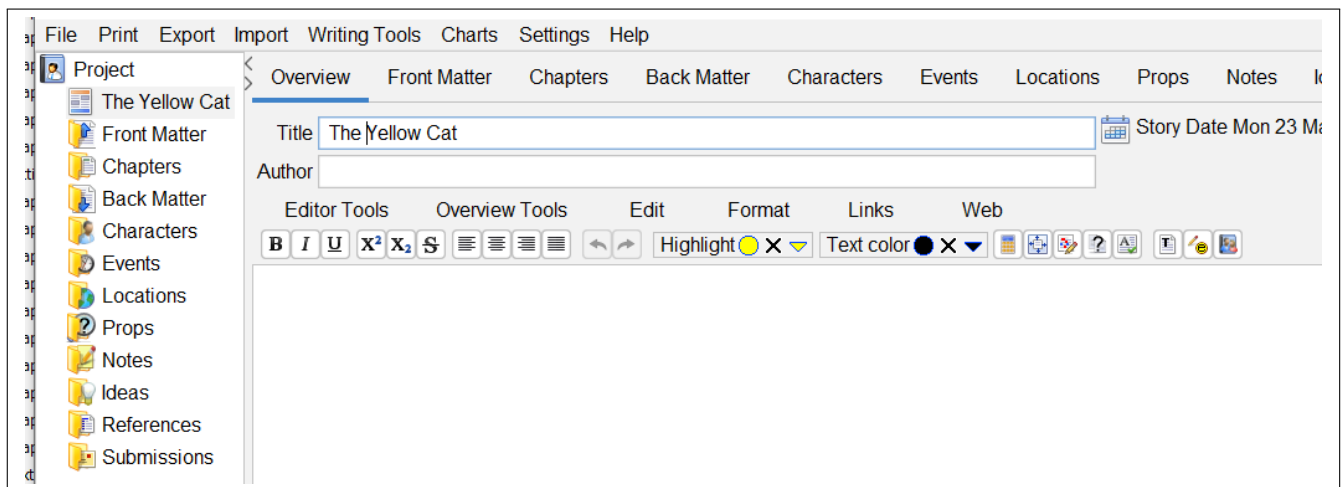 File Print Export Import Writing Tools Charts Settings Help
Project
The Yellow Cat
Front Matter
Chapters
Back Matter
Characters
Events
Locations
Props
Notes
Ideas
References
Submissions
Overview Front Matter Chapters Back Matter Characters Events Locations Props Notes
Title The Yellow Cat Story Date Mon 23
Author
Editor Tools Overview Tools Edit Format Links Web
B I U X² X₂ S Highlight Text color